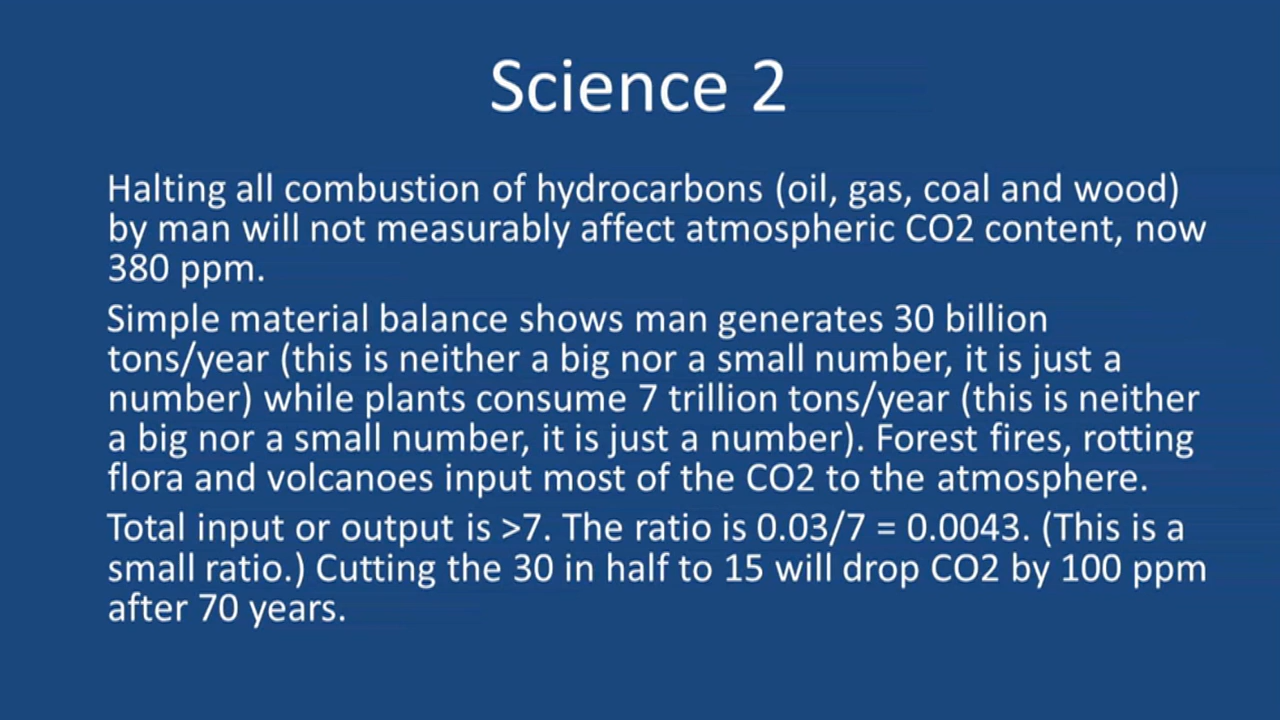 Science 2
Halting all combustion of hydrocarbons (oil, gas, coal and wood)
by man will not measurably affect atmospheric CO2 content, now
380 ppm.
Simple material balance shows man generates 30 billion
tons/year (this is neither a big nor a small number, it is just a
number) while plants consume 7 trillion tons/year (this is neither
a big nor a small number, it is just a number). Forest fires, rotting
flora and volcanoes input most of the CO2 to the atmosphere.
Total input or output is >7. The ratio is 0.03/7 = 0.0043. (This is a
small ratio.) Cutting the 30 in half to 15 will drop CO2 by 100 ppm
after 70 years.